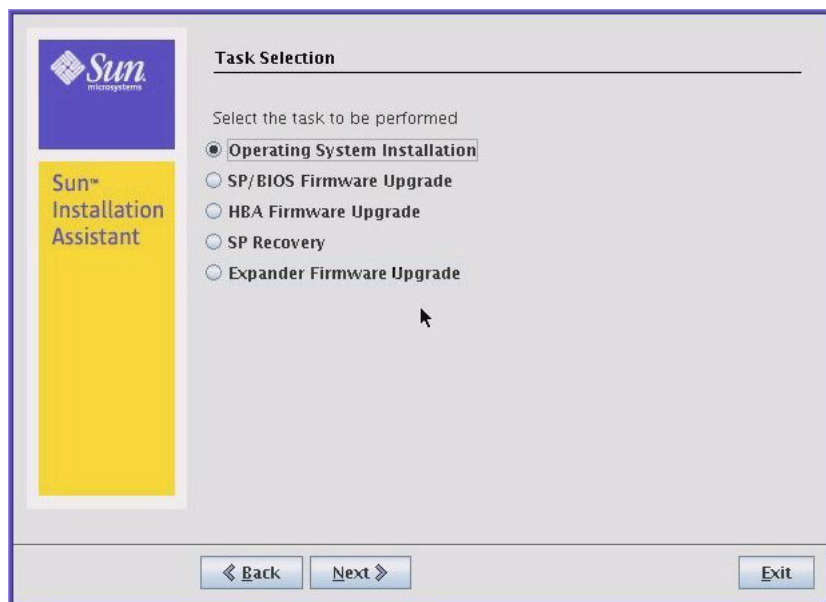 Sun
microsystems
Sun™
Installation
Assistant
Task Selection
Select the task to be performed
Operating System Installation
SP/BIOS Firmware Upgrade
HBA Firmware Upgrade
SP Recovery
Expander Firmware Upgrade
Back
Next
Exit